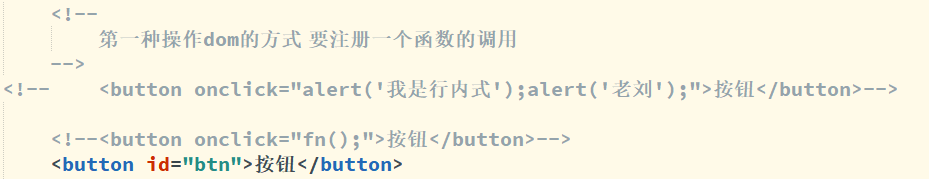 <!--
第一种操作dom的方式 要注册一个函数的调用
-->
<!-- <button onclick="alert('我是行内式');alert('老刘');">按钮</button>-->
<!--<button onclick="fn();">按钮</button>-->
<button id="btn">按钮</button>